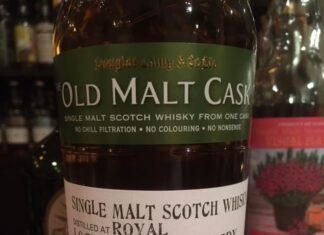 Douglas Laing & Co's
OLD MALT CASK
SINGLE MALT SCOTCH WHISKY FROM ONE CASK
NO CHILL FILTRATION • NO COLOURING • NO NONSENSE
SINGLE MALT SCOTCH WHISKY
DISTILLED AT ROYAL